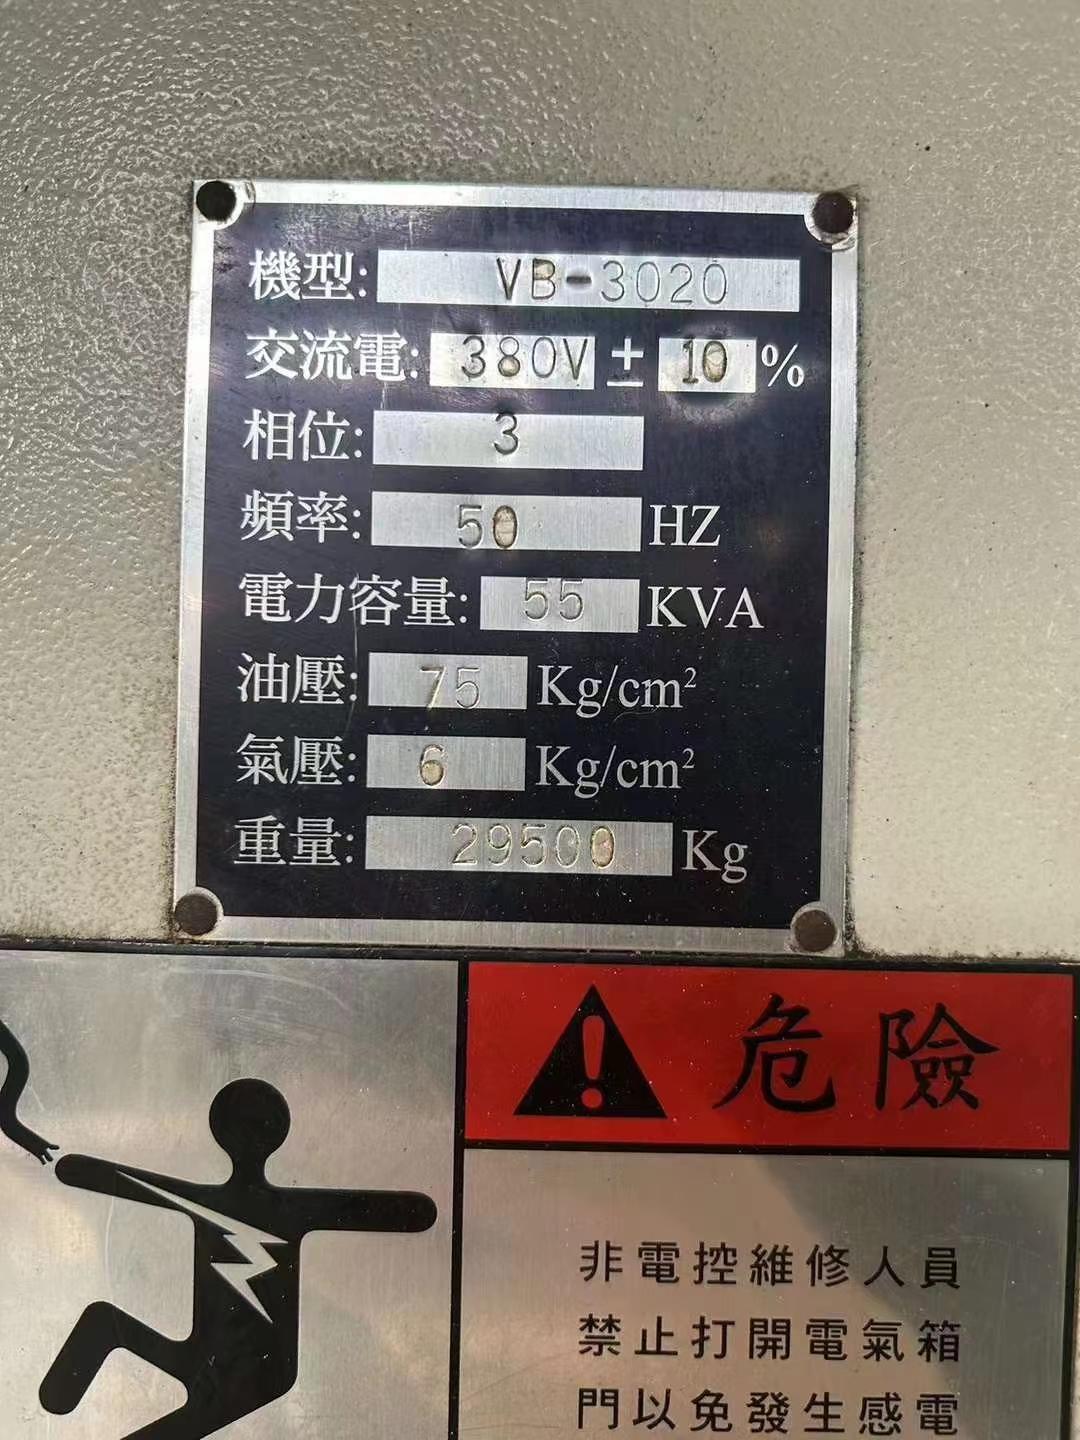 機型: VB-3020
交流電: 380V ± 10 %
相位: 3
頻率: 50 HZ
電力容量: 55 KVA
油壓: 75 Kg/cm²
氣壓: 6 Kg/cm²
重量: 29500 Kg
危險
非電控維修人員
禁止打開電氣箱
門以免發生感電